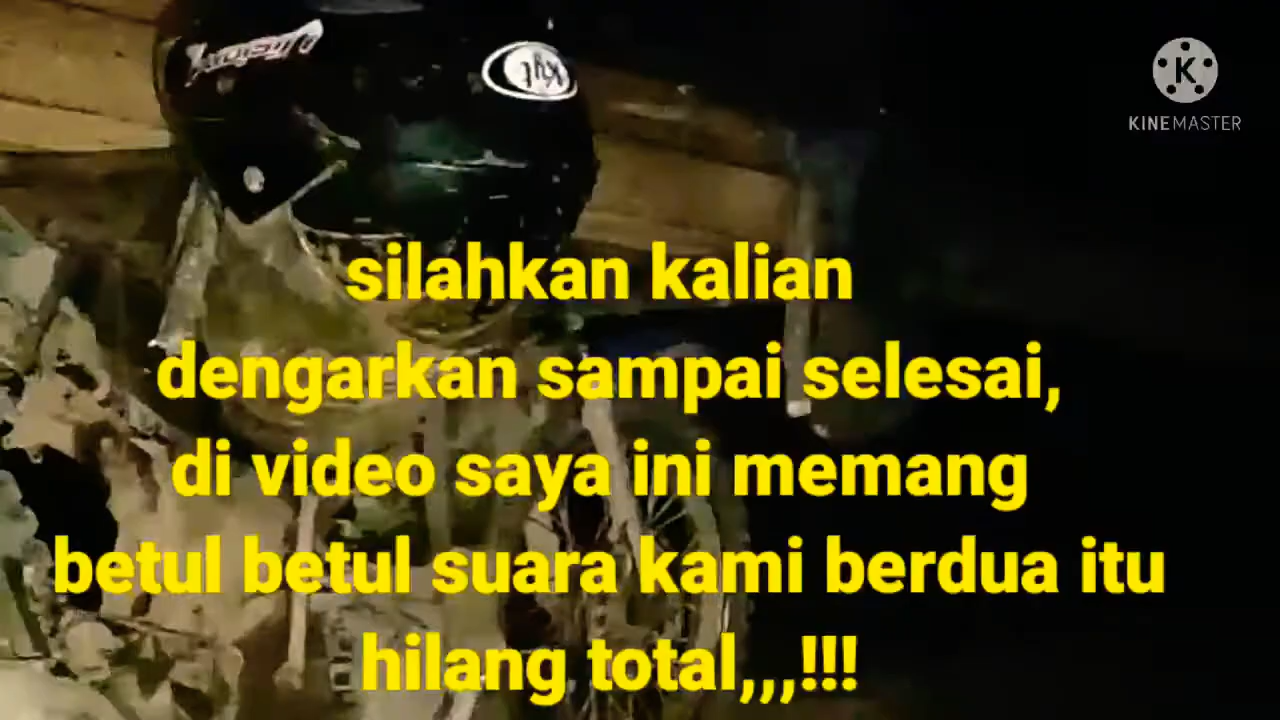 KYT
K
KINEMASTER
silahkan kalian
dengarkan sampai selesai,
di video saya ini memang
betul betul suara kami berdua itu
hilang total,,,!!!